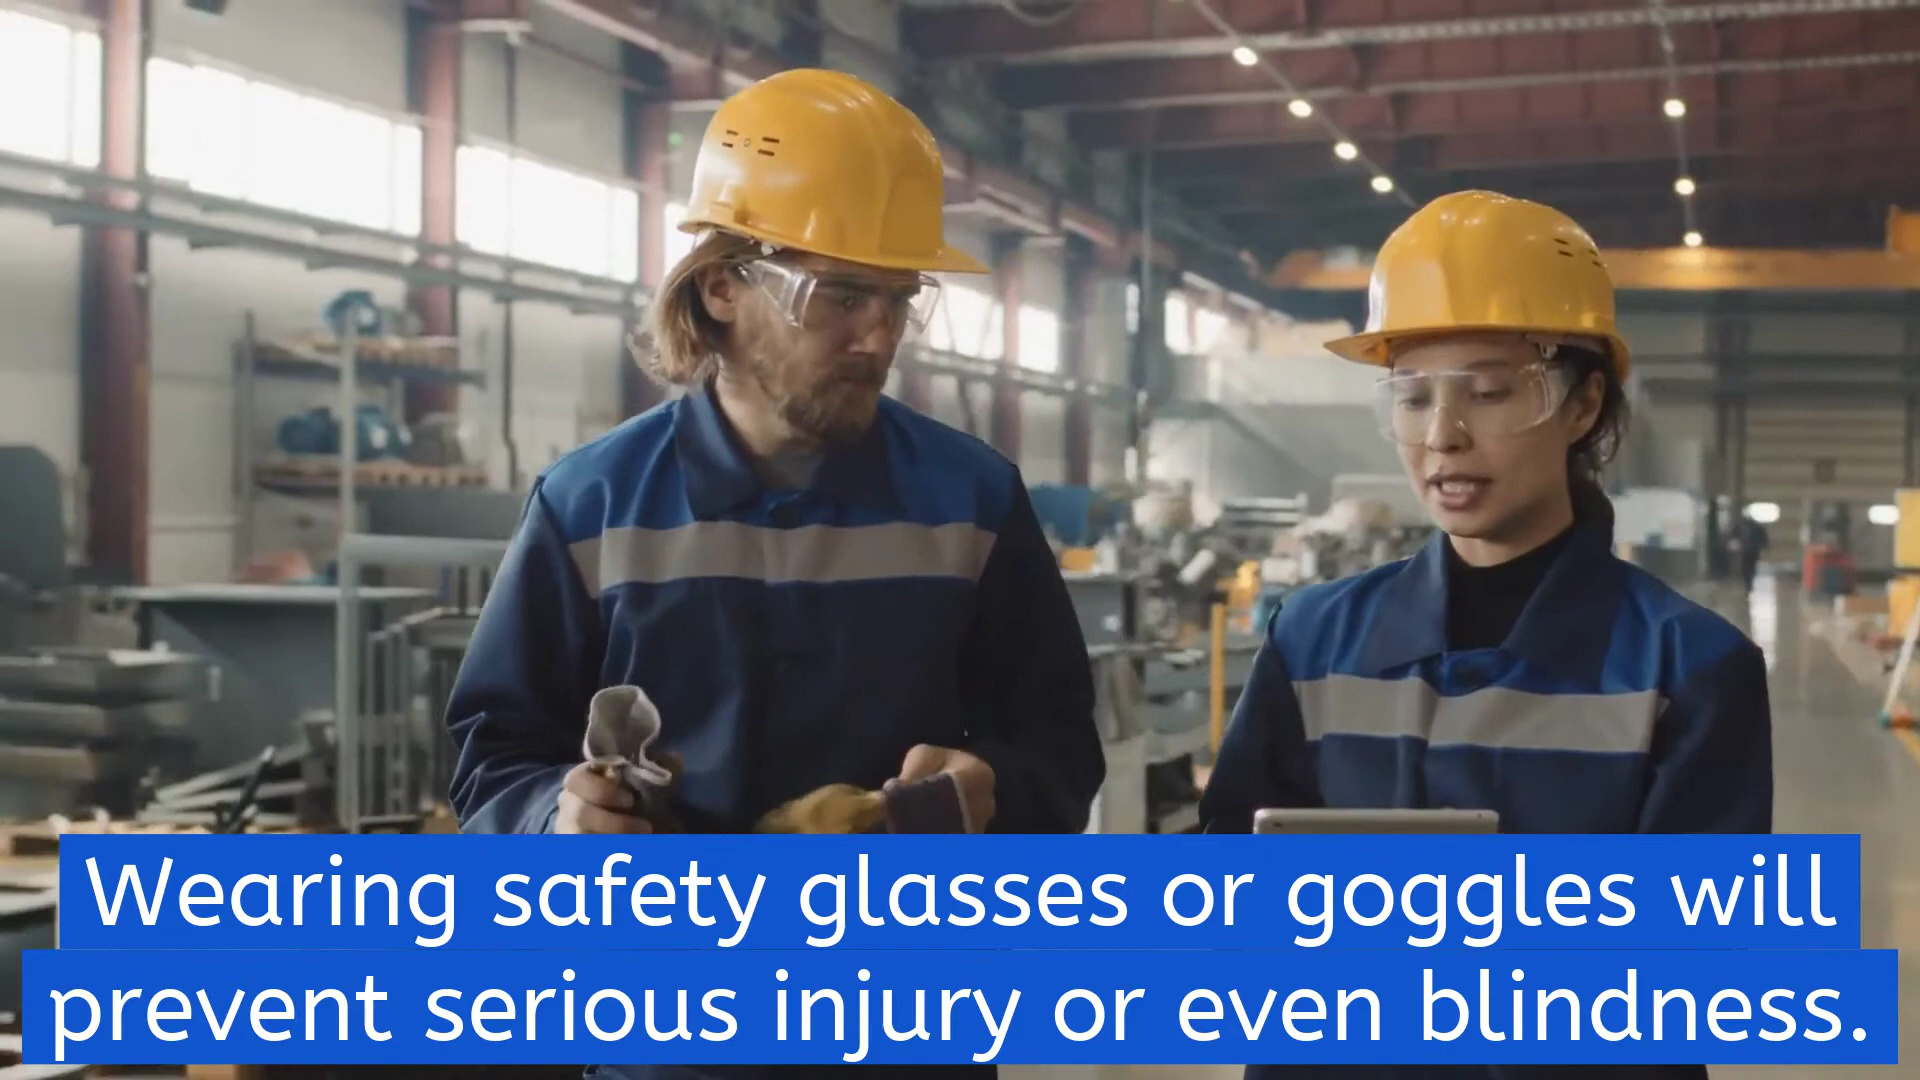 Wearing safety glasses or goggles will
prevent serious injury or even blindness.